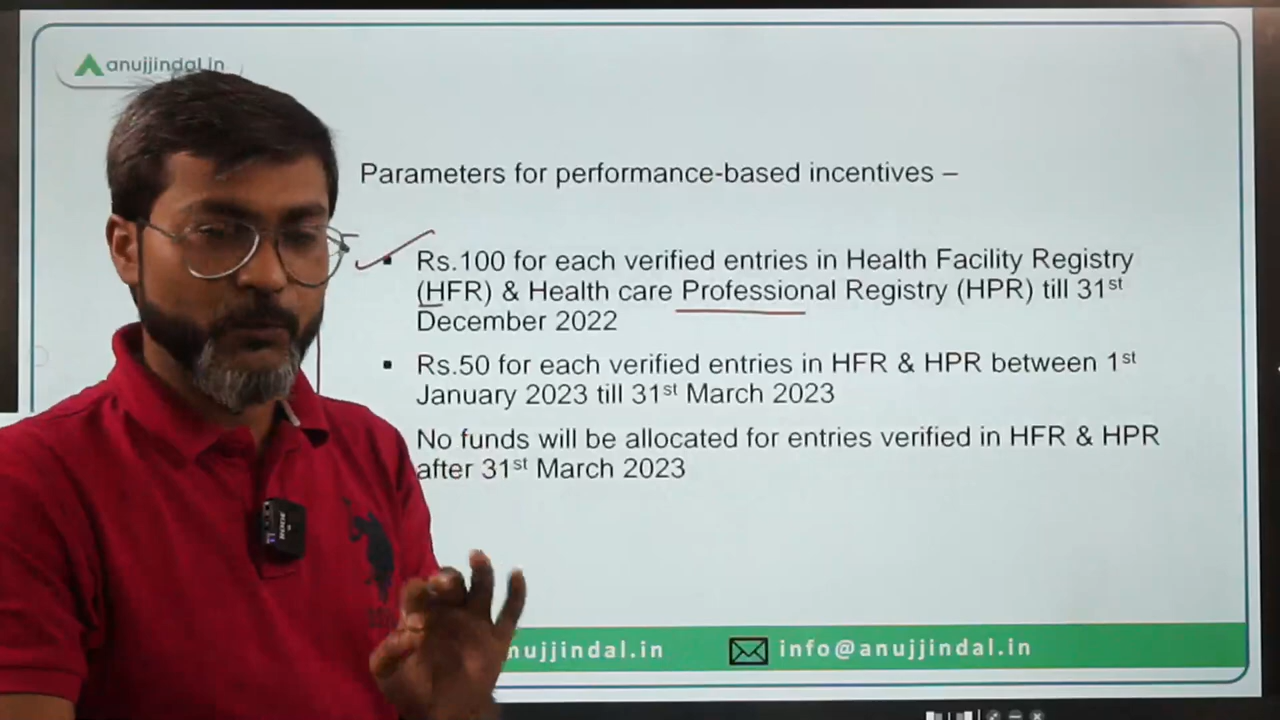 anujjindal.in
Parameters for performance-based incentives –
▪ Rs.100 for each verified entries in Health Facility Registry
(HFR) & Health care Professional Registry (HPR) till 31st
December 2022
▪ Rs.50 for each verified entries in HFR & HPR between 1st
January 2023 till 31st March 2023
No funds will be allocated for entries verified in HFR & HPR
after 31st March 2023
nujjindal.in info@anujjindal.in
RODE